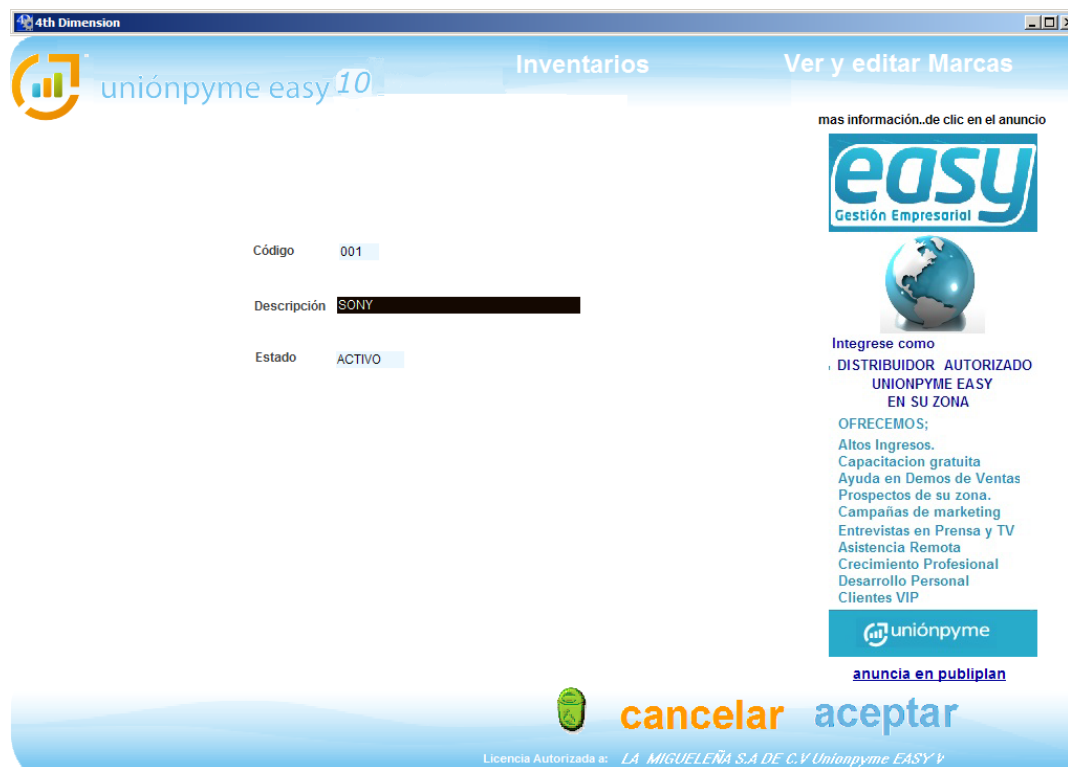 4th Dimension
Inventarios
Ver y editar Marcas
uniónpyme easy 10
mas información..de clic en el anuncio
easy
Gestión Empresarial
Código 001
Descripción SONY
Estado ACTIVO
Integrese como
DISTRIBUIDOR AUTORIZADO
UNIONPYME EASY
EN SU ZONA
OFRECEMOS;
Altos Ingresos.
Capacitacion gratuita
Ayuda en Demos de Ventas
Prospectos de su zona.
Campañas de marketing
Entrevistas en Prensa y TV
Asistencia Remota
Crecimiento Profesional
Desarrollo Personal
Clientes VIP
uniónpyme
anuncia en publiplan
cancelar aceptar
Licencia Autorizada a: LA MIGUELEÑA S.A DE C.V Unionpyme EASY V